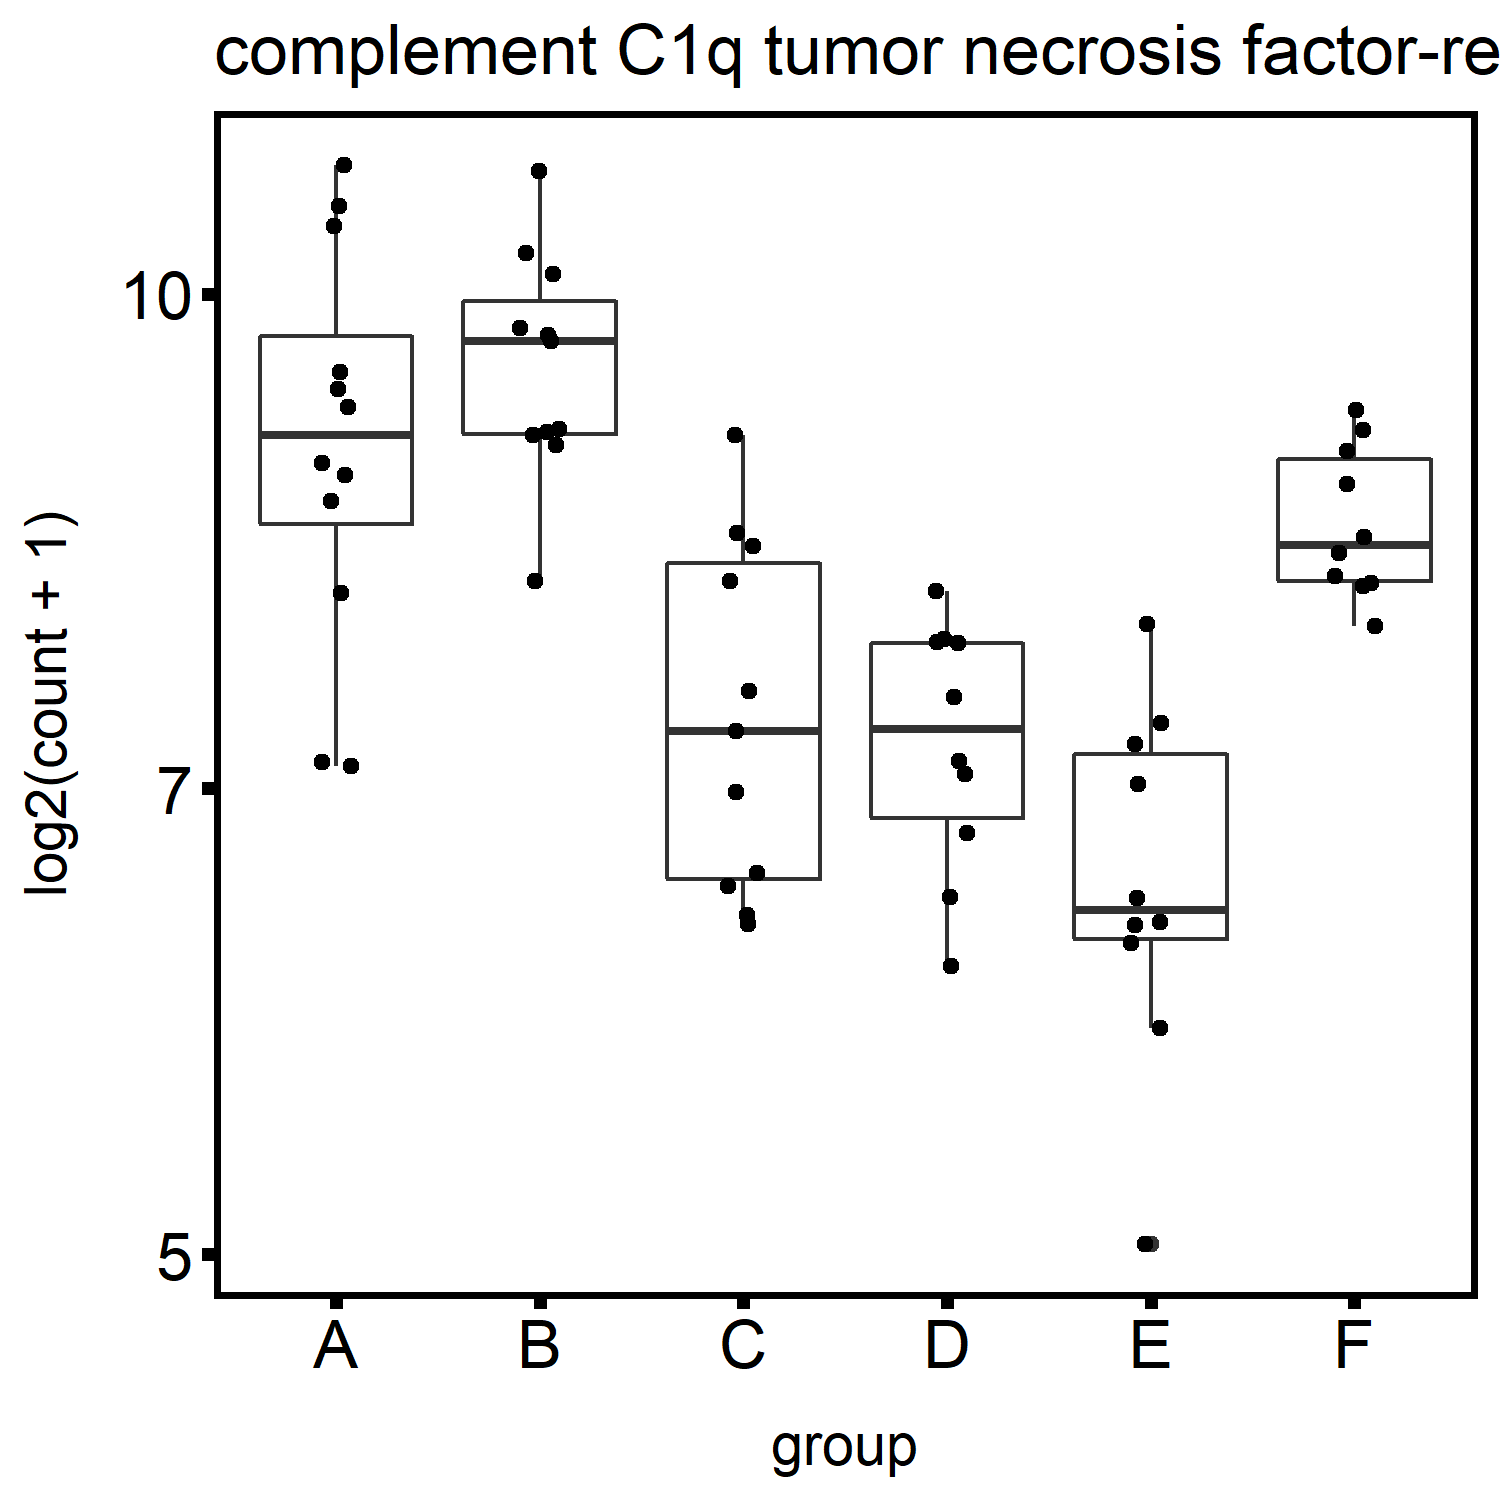 complement C1q tumor necrosis factor-re
log2(count + 1)
10
7
5
A B C D E F
group